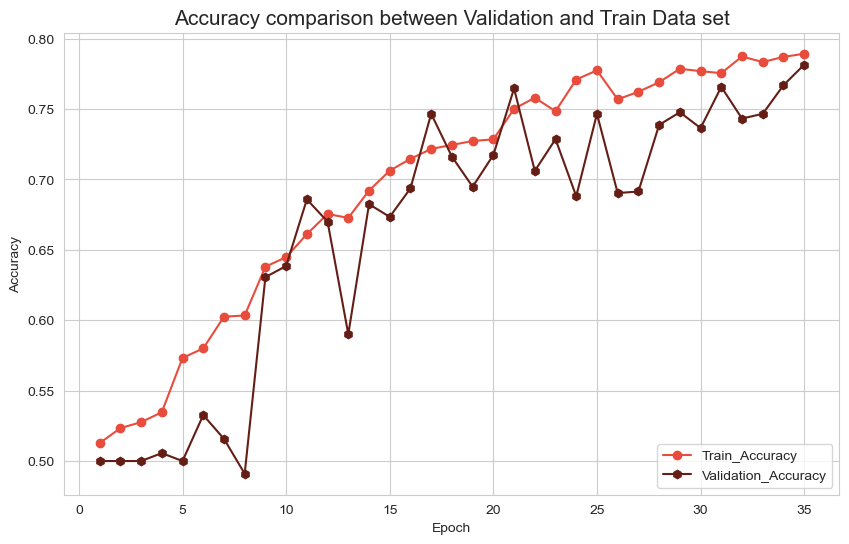 Accuracy comparison between Validation and Train Data set
0.80
0.75
0.70
0.65
0.60
0.55
0.50
Accuracy
0 5 10 15 20 25 30 35
Epoch
Train_Accuracy
Validation_Accuracy